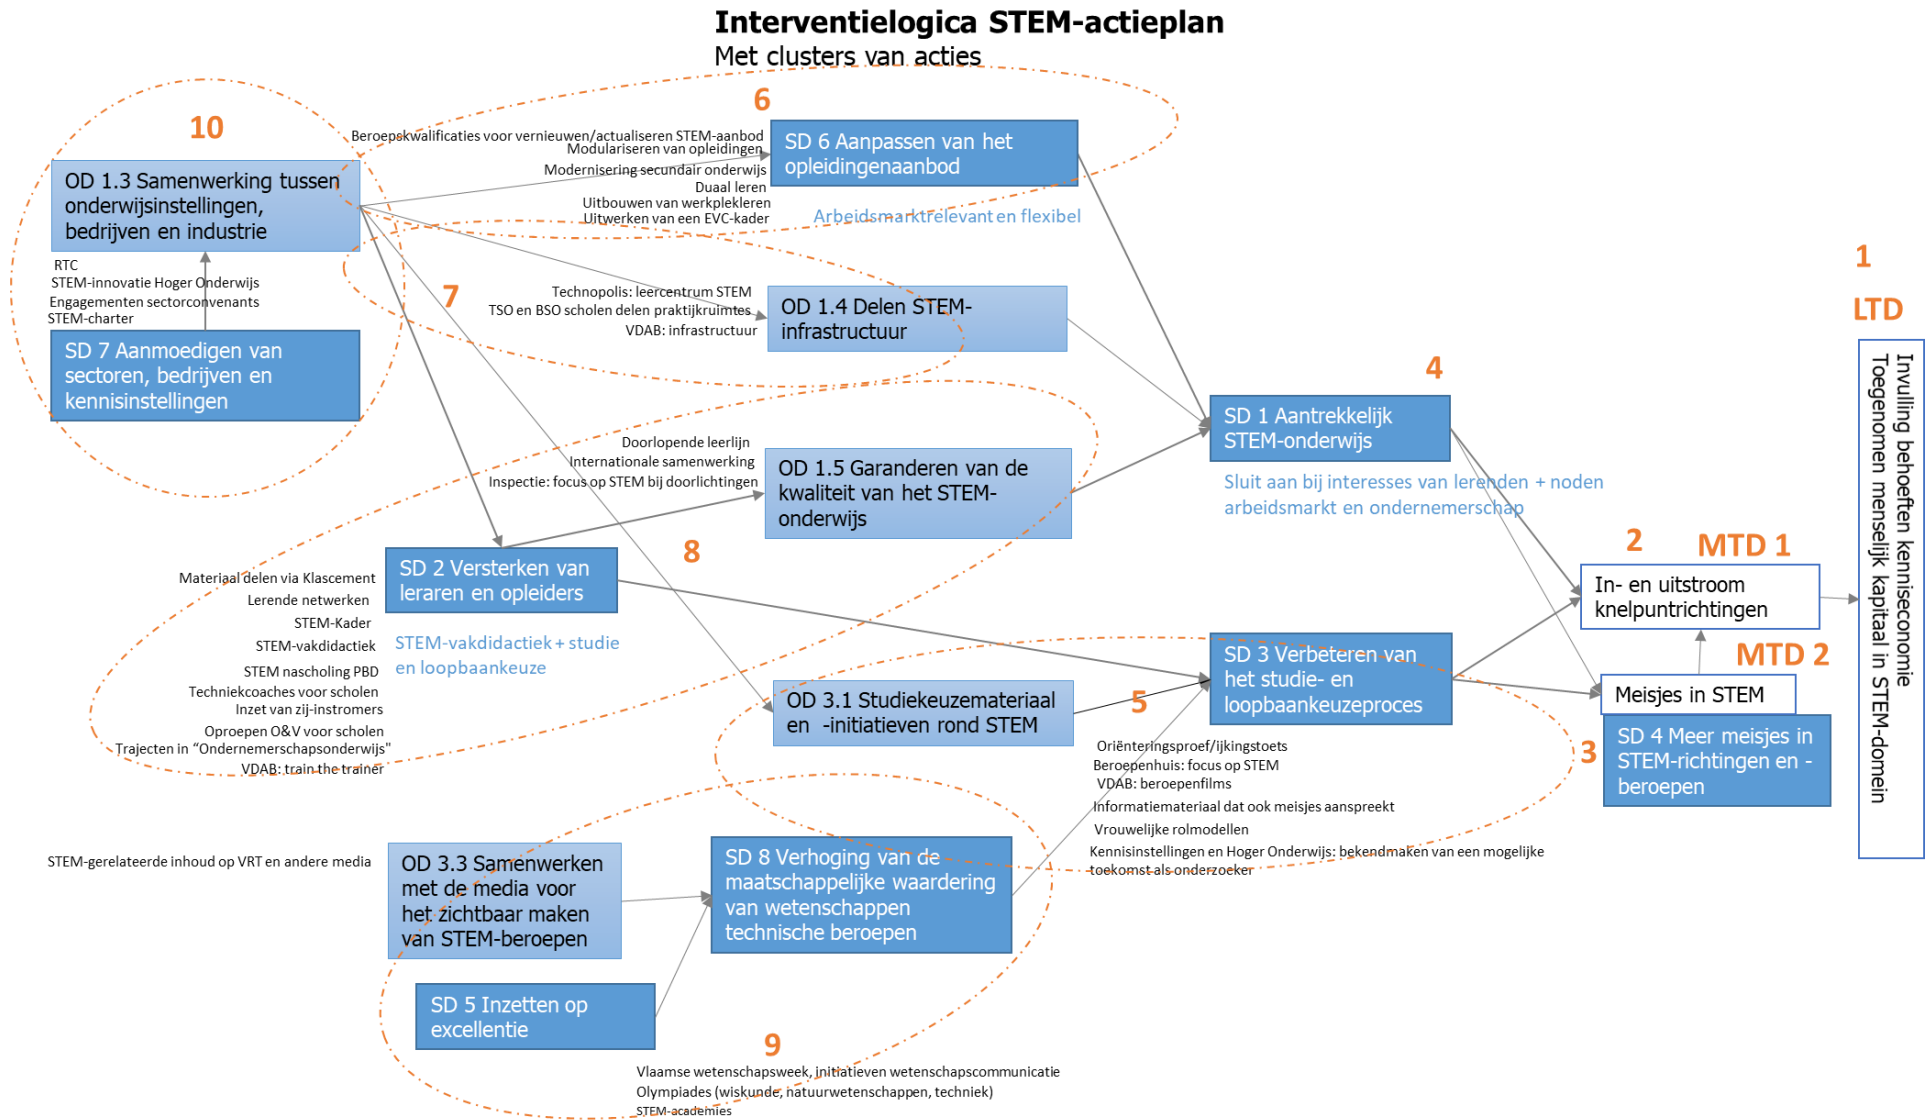 Interventielogica STEM-actieplan
Met clusters van acties
10
OD 1.3 Samenwerking tussen
onderwijsinstellingen,
bedrijven en industrie
RTC
STEM-innovatie Hoger Onderwijs
Engagementen sectorconvenants
STEM-charter
SD 7 Aanmoedigen van
sectoren, bedrijven en
kennisinstellingen
6
Beroepskwalificaties voor vernieuwen/actualiseren STEM-aanbod
Modulariseren van opleidingen
Modernisering secundair onderwijs
Duaal leren
Uitbouwen van werkplekleren
Uitwerken van een EVC-kader
SD 6 Aanpassen van het
opleidingenaanbod
Arbeidsmarktrelevant en flexibel
7
Technopolis: leercentrum STEM
TSO en BSO scholen delen praktijkruimtes
VDAB: infrastructuur
OD 1.4 Delen STEM-
infrastructuur
Doorlopende leerlijn
Internationale samenwerking
Inspectie: focus op STEM bij doorlichtingen
OD 1.5 Garanderen van de
kwaliteit van het STEM-
onderwijs
8
SD 2 Versterken van
leraren en opleiders
STEM-vakdidactiek + studie
en loopbaankeuze
Materiaal delen via Klascement
Lerende netwerken
STEM-Kader
STEM-vakdidactiek
STEM nascholing PBD
Techniekcoaches voor scholen
Inzet van zij-instromers
Oproepen O&V voor scholen
Trajecten in “Ondernemerschapsonderwijs"
VDAB: train the trainer
4
SD 1 Aantrekkelijk
STEM-onderwijs
Sluit aan bij interesses van lerenden + noden
arbeidsmarkt en ondernemerschap
OD 3.1 Studiekeuzemateriaal
en -initiatieven rond STEM
5
SD 3 Verbeteren van
het studie- en
loopbaankeuzeproces
Oriënteringsproef/ijkingstoets
Beroepenhuis: focus op STEM
VDAB: beroepenfilms
Informatiemateriaal dat ook meisjes aanspreekt
Vrouwelijke rolmodellen
Kennisinstellingen en Hoger Onderwijs: bekendmaken van een mogelijke
toekomst als onderzoeker
STEM-gerelateerde inhoud op VRT en andere media
OD 3.3 Samenwerken
met de media voor
het zichtbaar maken
van STEM-beroepen
SD 8 Verhoging van de
maatschappelijke waardering
van wetenschappen
technische beroepen
SD 5 Inzetten op
excellentie
9
Vlaamse wetenschapsweek, initiatieven wetenschapscommunicatie
Olympiades (wiskunde, natuurwetenschappen, techniek)
STEM-academies
2
MTD 1
In- en uitstroom
knelpuntrichtingen
MTD 2
Meisjes in STEM
3
SD 4 Meer meisjes in
STEM-richtingen en -
beroepen
1
LTD
Invulling behoeften kenniseconomie
Toegenomen menselijk kapitaal in STEM-domein